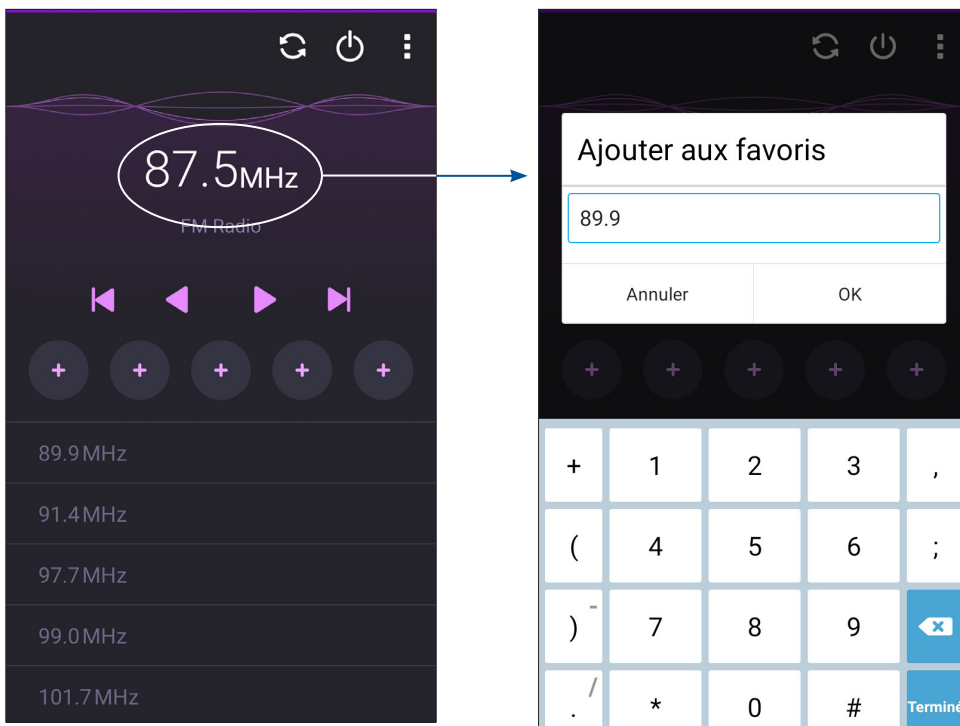 87.5MHz
FM Radio
+ + + + +
89.9MHz
91.4MHz
97.7MHz
99.0MHz
101.7MHz
Ajouter aux favoris
89.9
Annuler OK
+ + + + +
+ 1 2 3 ,
( 4 5 6 ;
) - 7 8 9
. / * 0 # Terminé